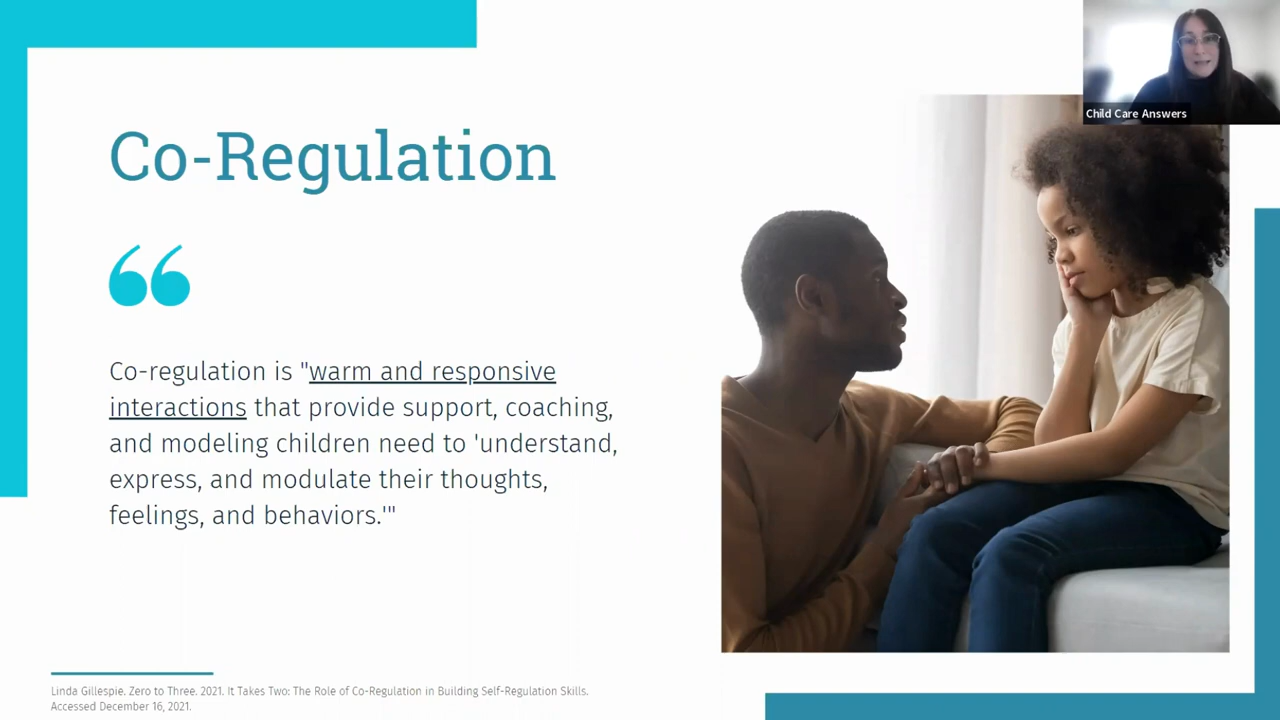 Child Care Answers
Co-Regulation
“
Co-regulation is "warm and responsive
interactions that provide support, coaching,
and modeling children need to 'understand,
express, and modulate their thoughts,
feelings, and behaviors.'"
Linda Gillespie. Zero to Three. 2021. It Takes Two: The Role of Co-Regulation in Building Self-Regulation Skills.
Accessed December 16, 2021.